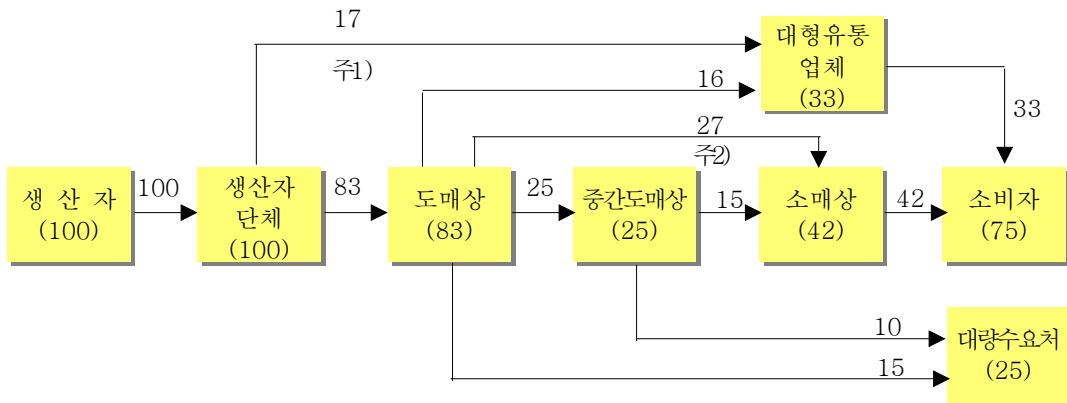 17
주1)
대형유통
업체
(33)
16
33
27
주2)
생 산 자
(100)
100
생산자
단체
(100)
83
도매상
(83)
25
중간도매상
(25)
15
소매상
(42)
42
소비자
(75)
10
15
대량수요처
(25)